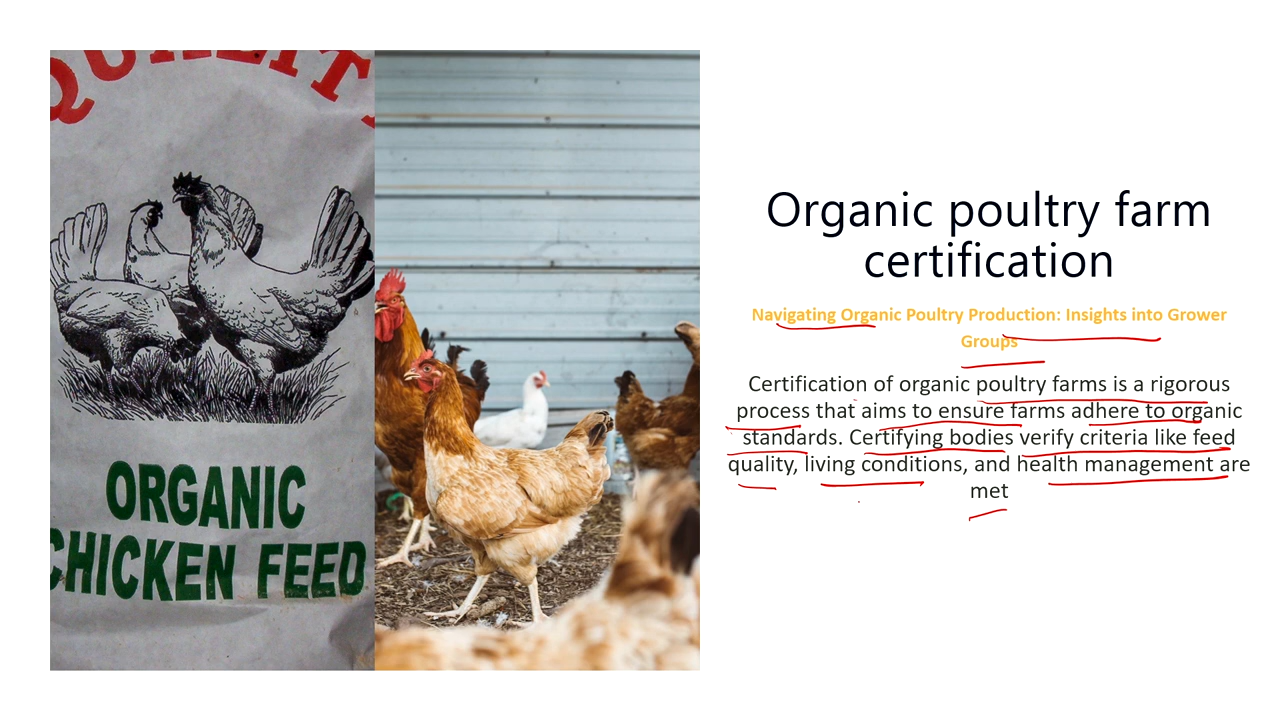 QUALITY
ORGANIC
CHICKEN FEED
Organic poultry farm
certification
Navigating Organic Poultry Production: Insights into Grower
Groups
Certification of organic poultry farms is a rigorous
process that aims to ensure farms adhere to organic
standards. Certifying bodies verify criteria like feed
quality, living conditions, and health management are
met